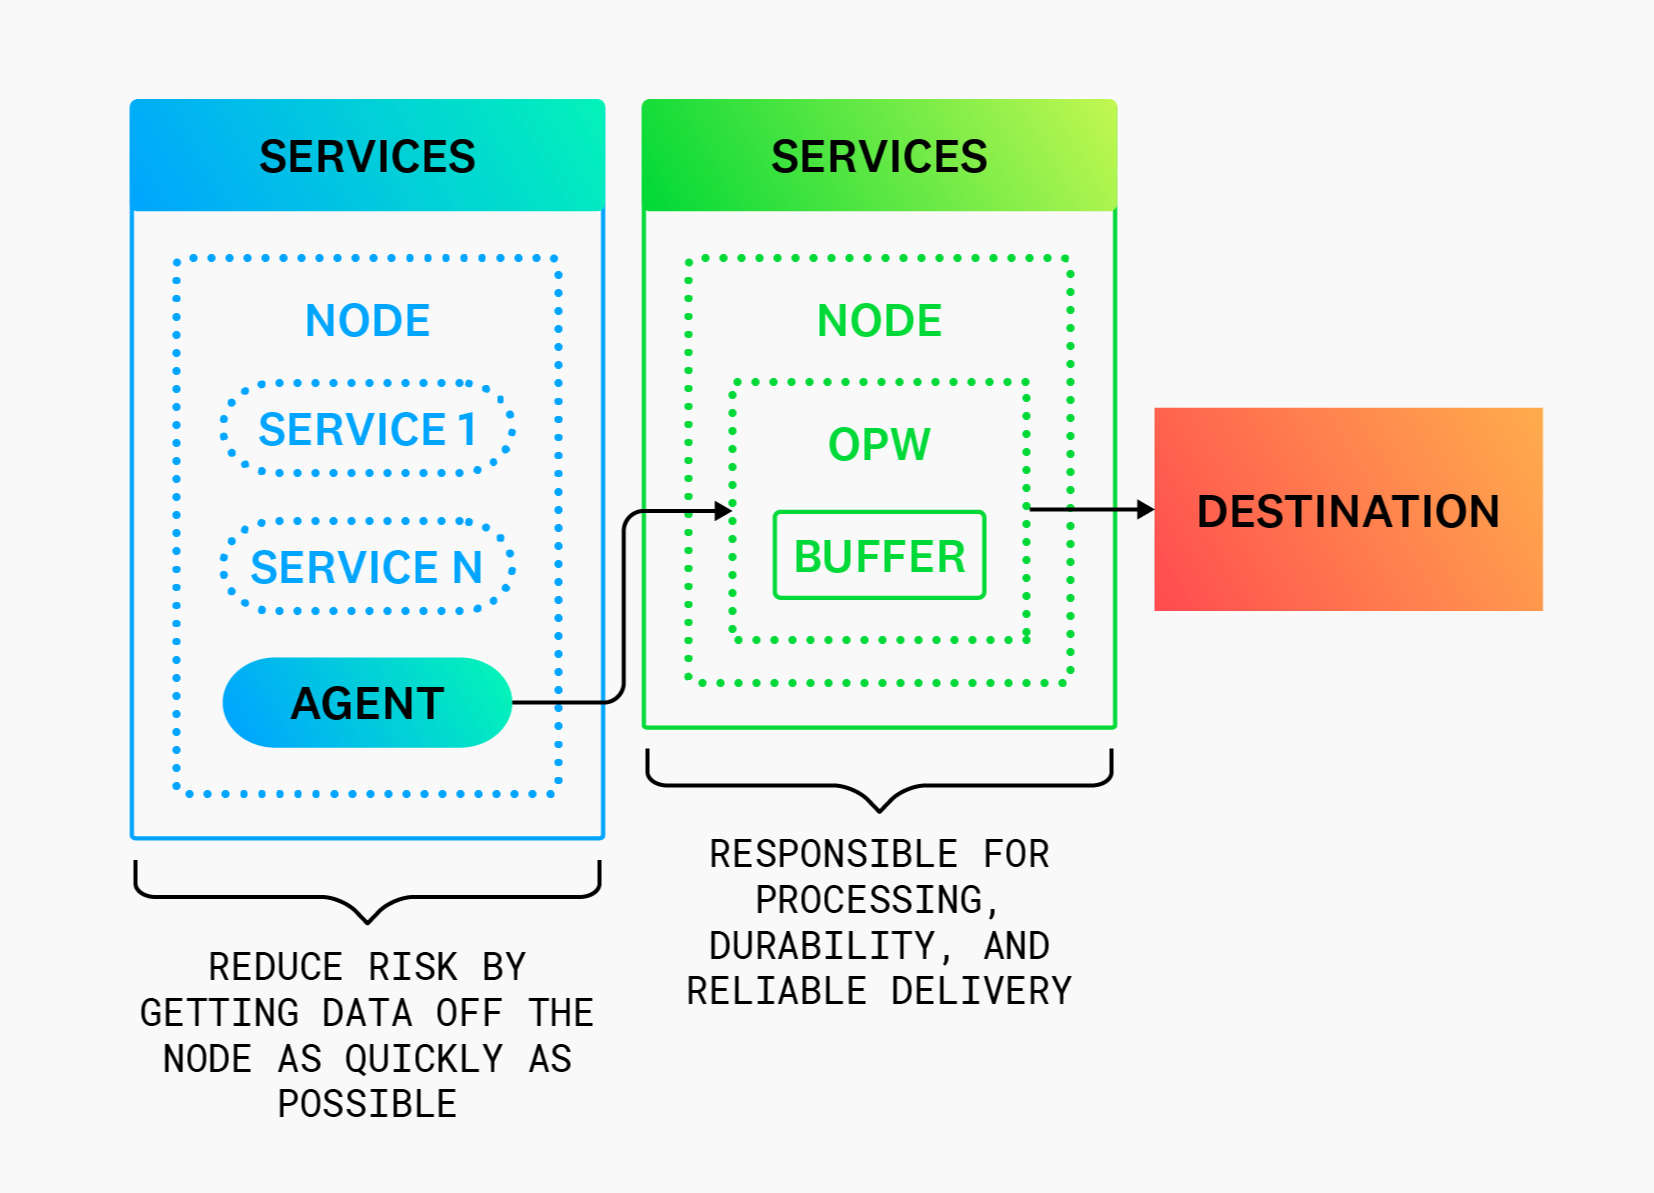 SERVICES
NODE
SERVICE 1
SERVICE N
AGENT
REDUCE RISK BY
GETTING DATA OFF THE
NODE AS QUICKLY AS
POSSIBLE
SERVICES
NODE
OPW
BUFFER
RESPONSIBLE FOR
PROCESSING,
DURABILITY, AND
RELIABLE DELIVERY
DESTINATION